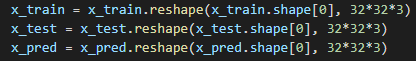 x_train = x_train.reshape(x_train.shape[0], 32*32*3)
x_test = x_test.reshape(x_test.shape[0], 32*32*3)
x_pred = x_pred.reshape(x_pred.shape[0], 32*32*3)